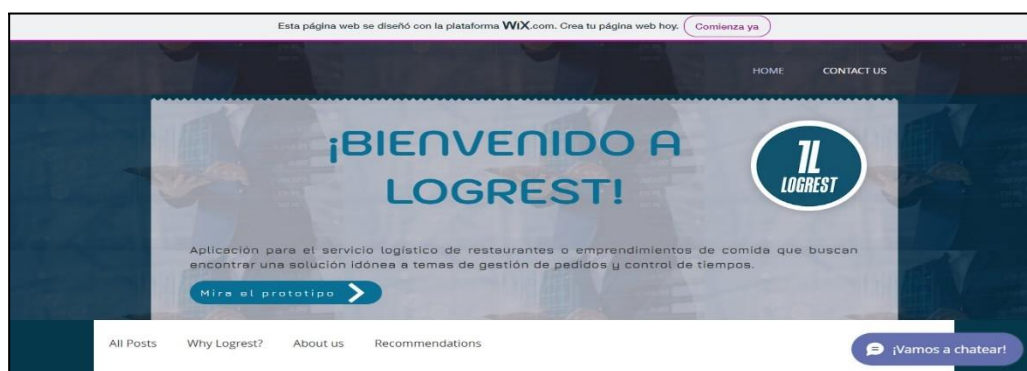 Esta página web se diseñó con la plataforma WiX.com. Crea tu página web hoy. Comienza ya
HOME CONTACT US
¡BIENVENIDO A
LOGREST!
1L
LOGREST
Aplicación para el servicio logístico de restaurantes o emprendimientos de comida que buscan
encontrar una solución idónea a temas de gestión de pedidos y control de tiempos.
Mira el prototipo
All Posts Why Logrest? About us Recommendations
¡Vamos a chatear!